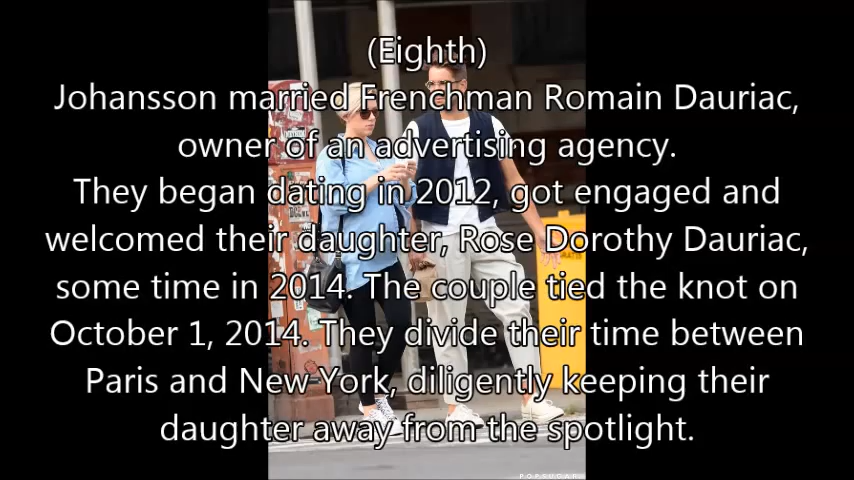 (Eighth)
Johansson married Frenchman Romain Dauriac,
owner of an advertising agency.
They began dating in 2012, got engaged and
welcomed their daughter, Rose Dorothy Dauriac,
some time in 2014. The couple tied the knot on
October 1, 2014. They divide their time between
Paris and New York, diligently keeping their
daughter away from the spotlight.
POPSUGAR